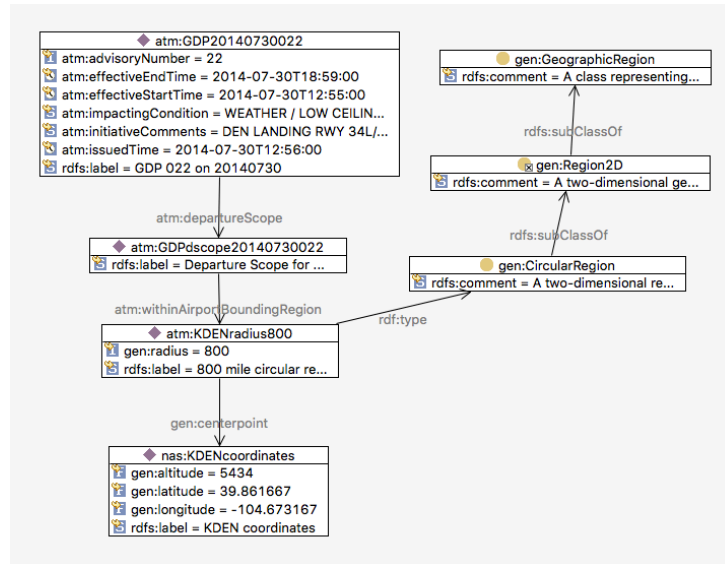 atm:GDP20140730022
atm:advisoryNumber = 22
atm:effectiveEndTime = 2014-07-30T18:59:00
atm:effectiveStartTime = 2014-07-30T12:55:00
atm:impactingCondition = WEATHER / LOW CEILIN...
atm:initiativeComments = DEN LANDING RWY 34L/...
atm:issuedTime = 2014-07-30T12:56:00
rdfs:label = GDP 022 on 20140730
atm:departureScope
atm:GDPdscope20140730022
rdfs:label = Departure Scope for ...
atm:withinAirportBoundingRegion
atm:KDENradius800
gen:radius = 800
rdfs:label = 800 mile circular re...
gen:centerpoint
nas:KDENcoordinates
gen:altitude = 5434
gen:latitude = 39.861667
gen:longitude = -104.673167
rdfs:label = KDEN coordinates
gen:GeographicRegion
rdfs:comment = A class representing...
rdfs:subClassOf
gen:Region2D
rdfs:comment = A two-dimensional ge...
rdfs:subClassOf
gen:CircularRegion
rdfs:comment = A two-dimensional re...
rdf:type